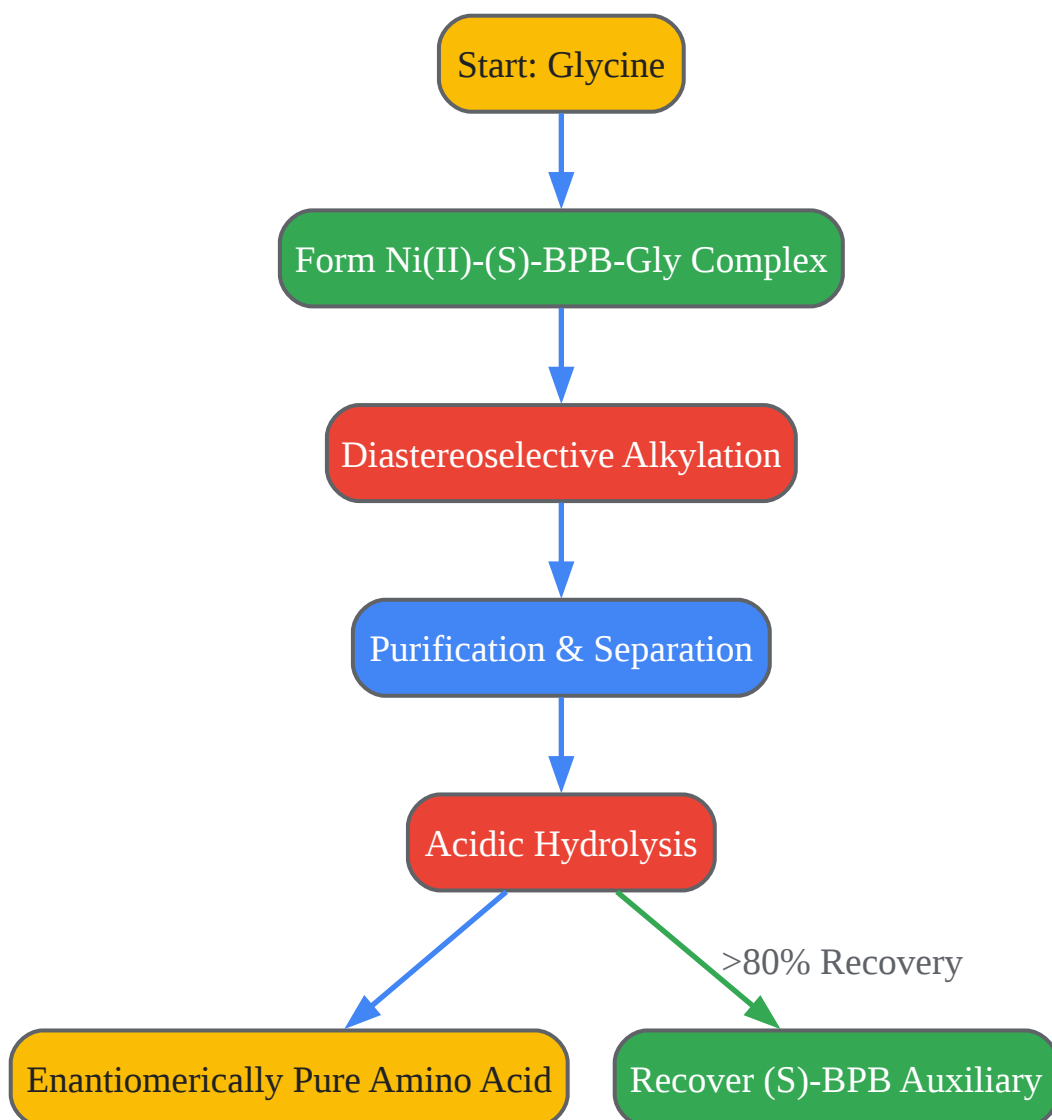 Start: Glycine
Form Ni(II)-(S)-BPB-Gly Complex
Diastereoselective Alkylation
Purification & Separation
Acidic Hydrolysis
>80% Recovery
Enantiomerically Pure Amino Acid
Recover (S)-BPB Auxiliary